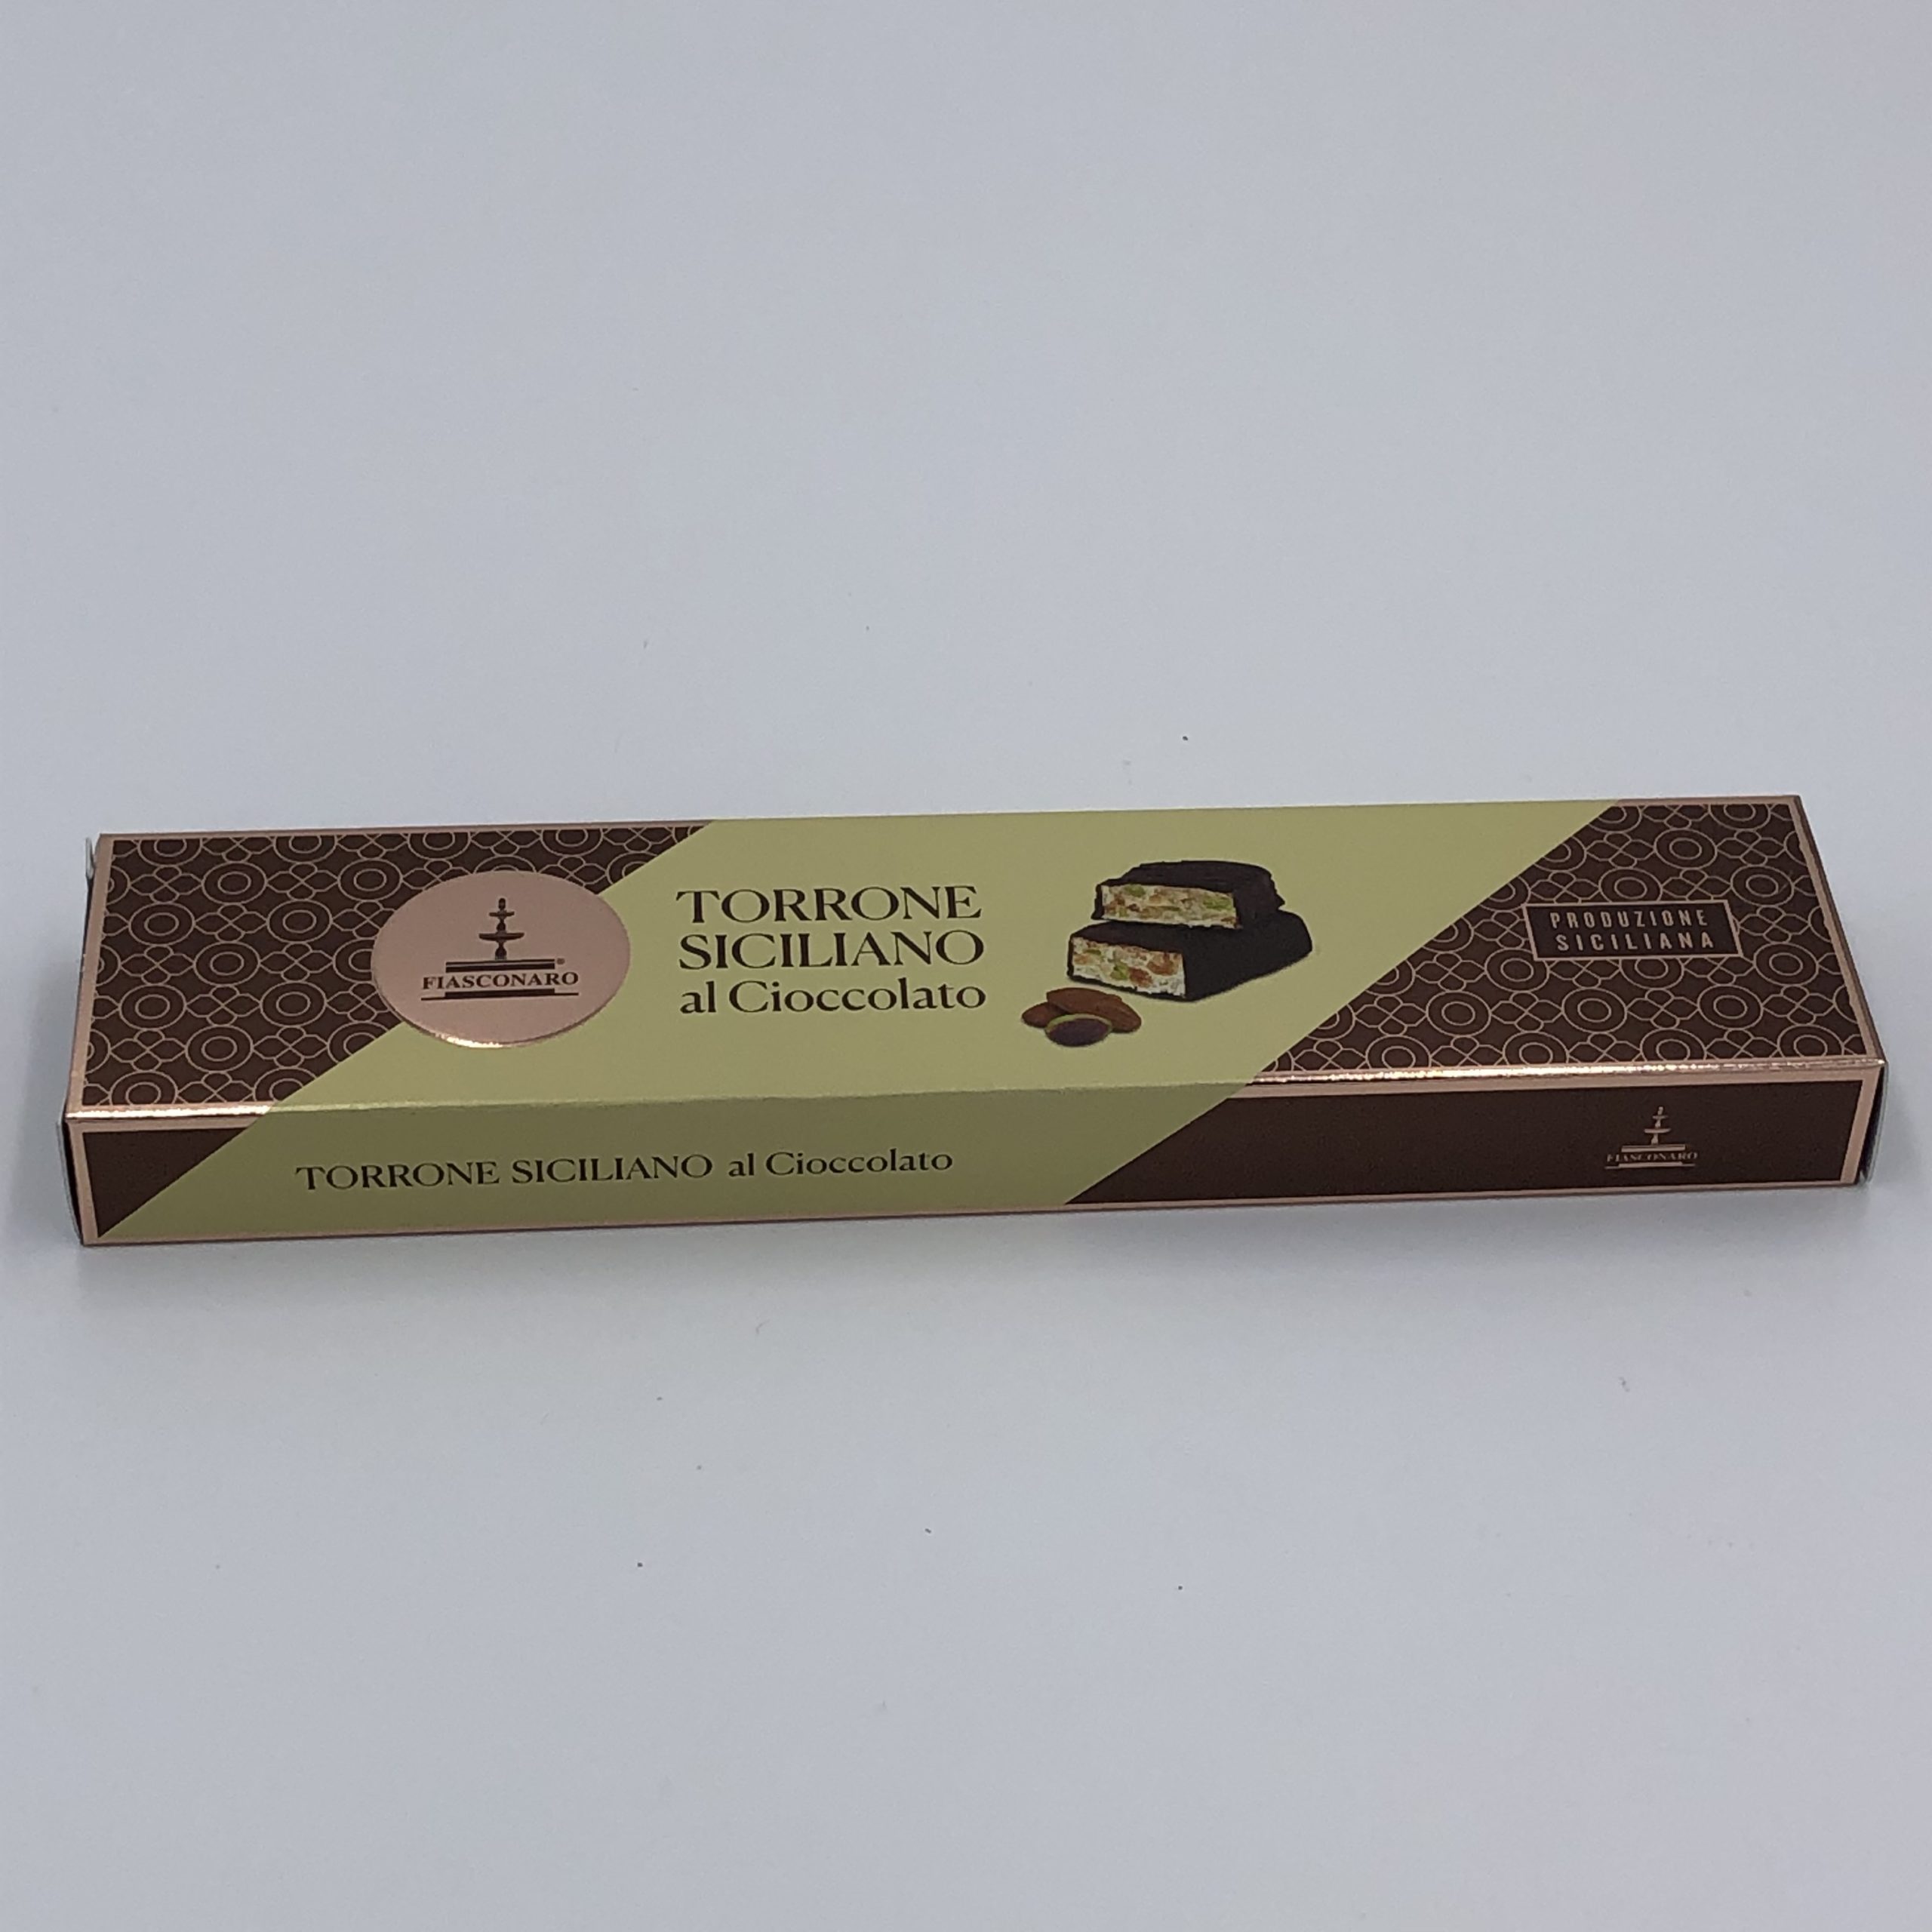 FIASCONARO
TORRONE
SICILIANO
al Cioccolato
PRODUZIONE
SICILIANA
TORRONE SICILIANO al Cioccolato
FIASCONARO